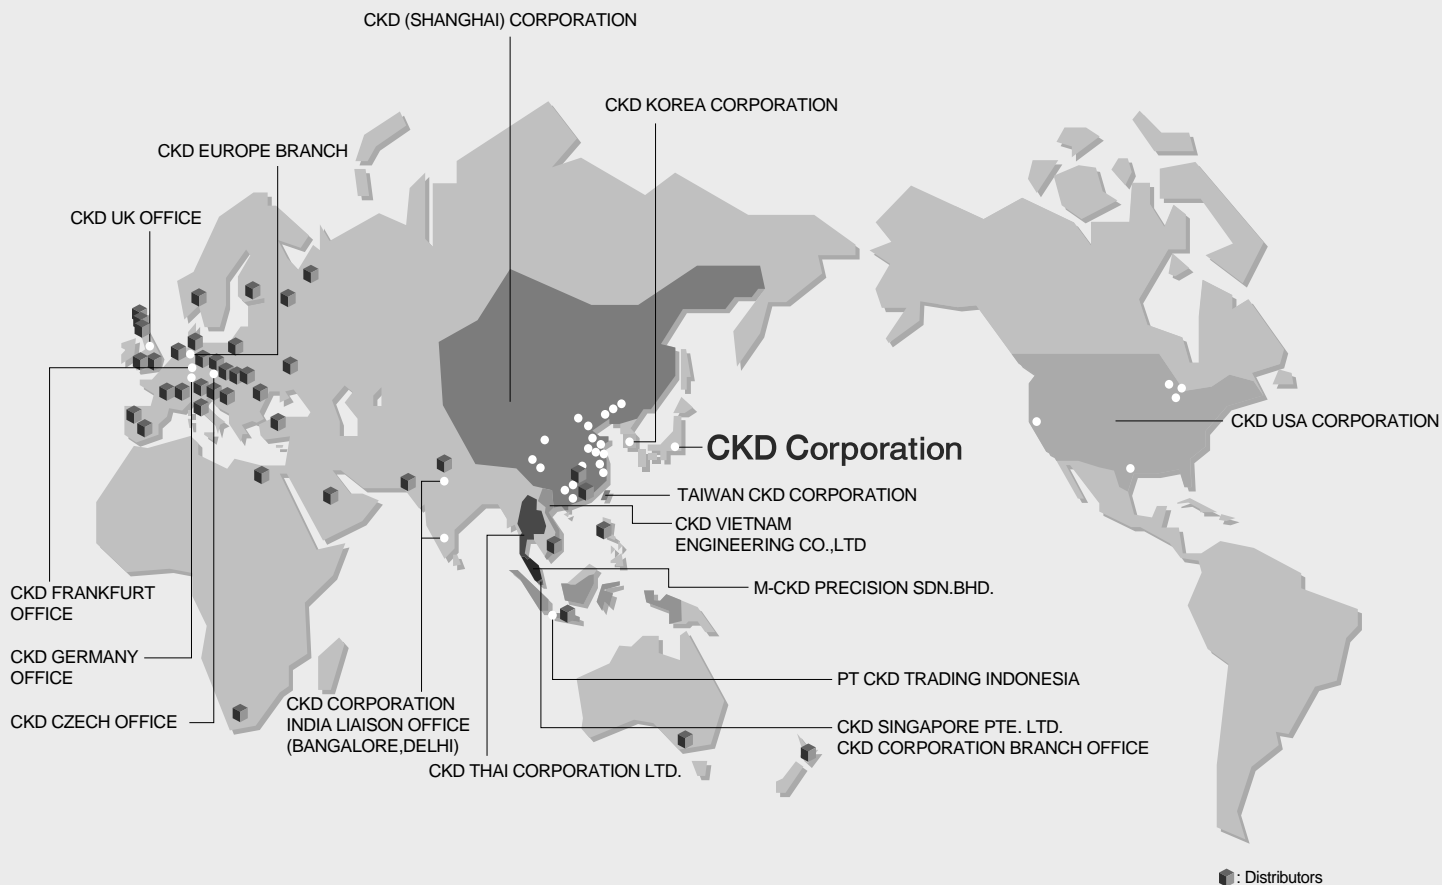 CKD (SHANGHAI) CORPORATION
CKD KOREA CORPORATION
CKD EUROPE BRANCH
CKD UK OFFICE
CKD USA CORPORATION
CKD Corporation
TAIWAN CKD CORPORATION
CKD VIETNAM
ENGINEERING CO.,LTD
M-CKD PRECISION SDN.BHD.
CKD FRANKFURT
OFFICE
CKD GERMANY
OFFICE
CKD CZECH OFFICE
CKD CORPORATION
INDIA LIAISON OFFICE
(BANGALORE,DELHI)
CKD THAI CORPORATION LTD.
PT CKD TRADING INDONESIA
CKD SINGAPORE PTE. LTD.
CKD CORPORATION BRANCH OFFICE
: Distributors